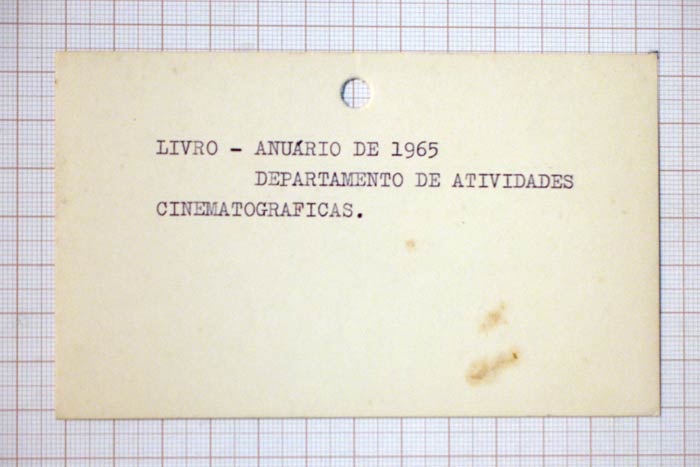 LIVRO - ANUÁRIO DE 1965
DEPARTAMENTO DE ATIVIDADES
CINEMATOGRAFICAS.